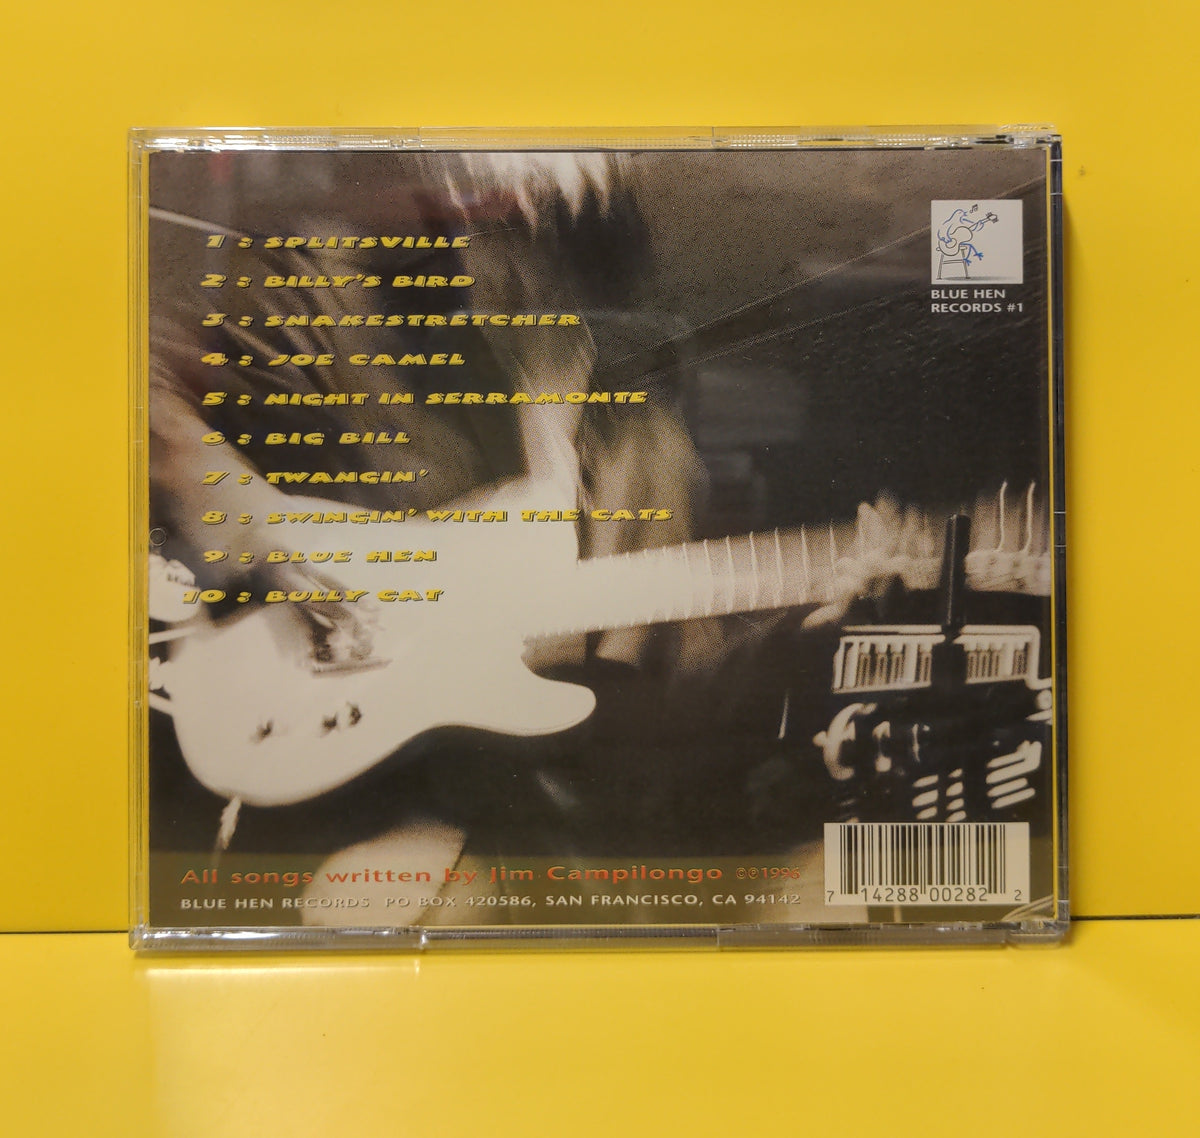 1 : SPLITSVILLE
2 : BILLY'S BIRD
3 : SNAKESTRETCHER
4 : JOE CAMEL
5 : NIGHT IN SERRAMONTE
6 : BIG BILL
7 : TWANGIN'
8 : SWINGIN' WITH THE CATS
9 : BLUE HEN
10 : BULLY CAT
BLUE HEN
RECORDS #1
All songs written by Jim Campilongo ©℗1996
BLUE HEN RECORDS PO BOX 420586, SAN FRANCISCO, CA 94142
7 14288 00282 2